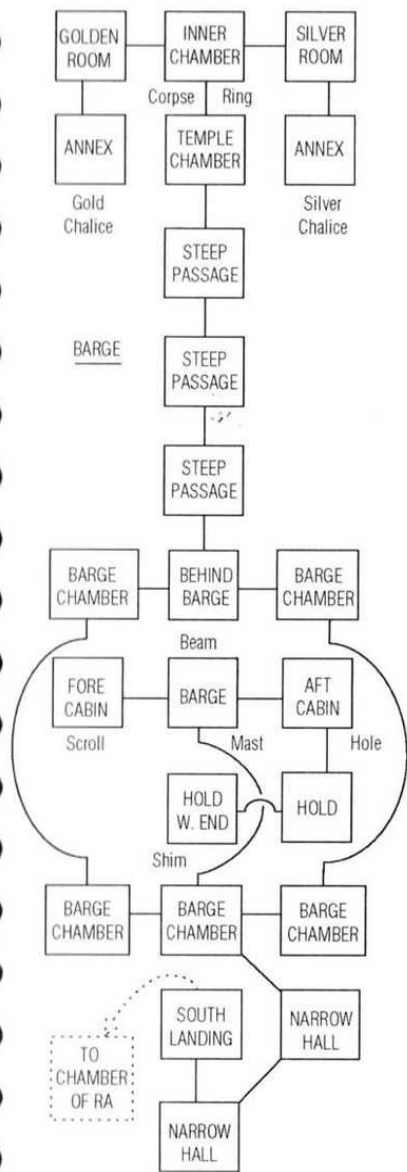 GOLDEN
ROOM
INNER
CHAMBER
SILVER
ROOM
Corpse
Ring
ANNEX
TEMPLE
CHAMBER
ANNEX
Gold
Chalice
Silver
Chalice
STEEP
PASSAGE
BARGE
STEEP
PASSAGE
STEEP
PASSAGE
BARGE
CHAMBER
BEHIND
BARGE
BARGE
CHAMBER
Beam
FORE
CABIN
BARGE
AFT
CABIN
Scroll
Mast
Hole
HOLD
W. END
HOLD
Shim
BARGE
CHAMBER
BARGE
CHAMBER
BARGE
CHAMBER
TO
CHAMBER
OF RA
SOUTH
LANDING
NARROW
HALL
NARROW
HALL